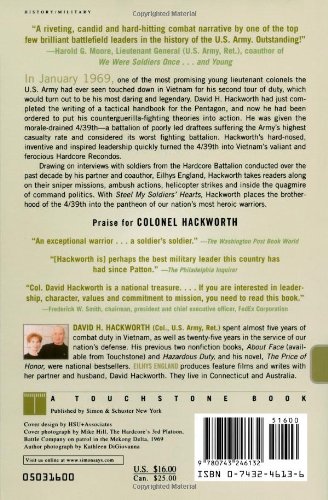 HISTORY/MILITARY
"A riveting, candid and hard-hitting combat narrative by one of the top
few brilliant battlefield leaders in the history of the U.S. Army. Outstanding!"
—Harold G. Moore, Lieutenant General (U.S. Army, Ret.), coauthor of
We Were Soldiers Once . . . and Young
In January 1969, one of the most promising young lieutenant colonels the
U.S. Army had ever seen touched down in Vietnam for his second tour of duty,
which would turn out to be his most daring and legendary. David H. Hackworth had just com-
pleted the writing of a tactical handbook for the Pentagon, and now he had been
ordered to put his counterguerilla-fighting theories into action. He was given the
morale-drained 4/39th—a battalion of poorly led draftees suffering the Army's highest
casualty rate and considered its worst fighting battalion. Hackworth's hard-nosed,
inventive and inspired leadership quickly turned the 4/39th into Vietnam's valiant and
ferocious Hardcore Recondos.
Drawing on interviews with soldiers from the Hardcore Battalion conducted over the
past decade by his partner and coauthor, Eilhys England, Hackworth takes readers along
on their sniper missions, ambush actions, helicopter strikes and inside the quagmire
of command politics. With Steel My Soldiers' Hearts, Hackworth places the brother-
hood of the 4/39th into the pantheon of our nation's most heroic warriors.
Praise for COLONEL HACKWORTH
"An exceptional warrior . . . a soldier's soldier." —The Washington Post Book World
"[Hackworth is] perhaps the best military leader this country has
had since Patton." —The Philadelphia Inquirer
"Col. David Hackworth is a national treasure. . . . If you are interested in leader-
ship, character, values and commitment to mission, you need to read this book."
—Frederick W. Smith, chairman, president and chief executive officer, FedEx Corporation
DAVID H. HACKWORTH (Col., U.S. Army, Ret.) spent almost five years of
combat duty in Vietnam, as well as twenty-five years in the service of our
nation's defense. His previous two nonfiction books, About Face (avail-
able from Touchstone) and Hazardous Duty, and his novel, The Price of
Honor, were national bestsellers. EILHYS ENGLAND produces feature films and writes with
her partner and husband, David Hackworth. They live in Connecticut and Australia.
A TOUCHSTONE BOOK
Published by Simon & Schuster New York
Cover design by HSU+Associates
Cover photograph by Mike Hill, The Hardcore's 3rd Platoon,
Battle Company on patrol in the Mekong Delta, 1969
Author photograph by Kathleen DiGiovanna
Visit us online at www.simonsays.com
05031600
U.S. $16.00
Can. $25.00
51600
9 780743 246132
ISBN 0-7432-4613-6